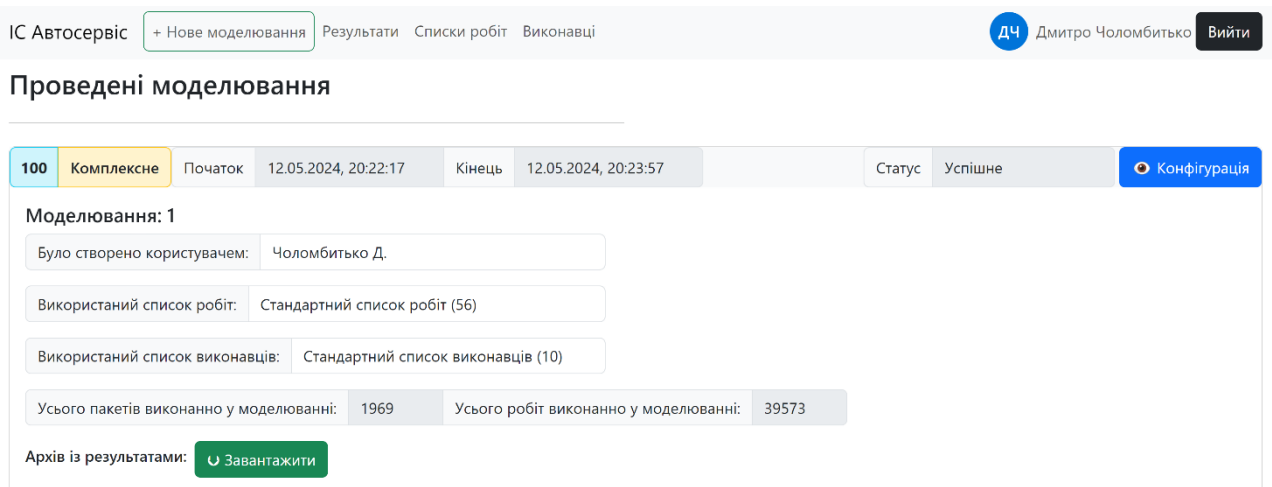 ІС Автосервіс + Нове моделювання Результати Списки робіт Виконавці ДЧ Дмитро Чоломбитько Вийти
Проведені моделювання
100 Комплексне Початок 12.05.2024, 20:22:17 Кінець 12.05.2024, 20:23:57 Статус Успішне Конфігурація
Моделювання: 1
Було створено користувачем: Чоломбитько Д.
Використаний список робіт: Стандартний список робіт (56)
Використаний список виконавців: Стандартний список виконавців (10)
Усього пакетів виконанно у моделюванні: 1969 Усього робіт виконанно у моделюванні: 39573
Архів із результатами: Завантажити